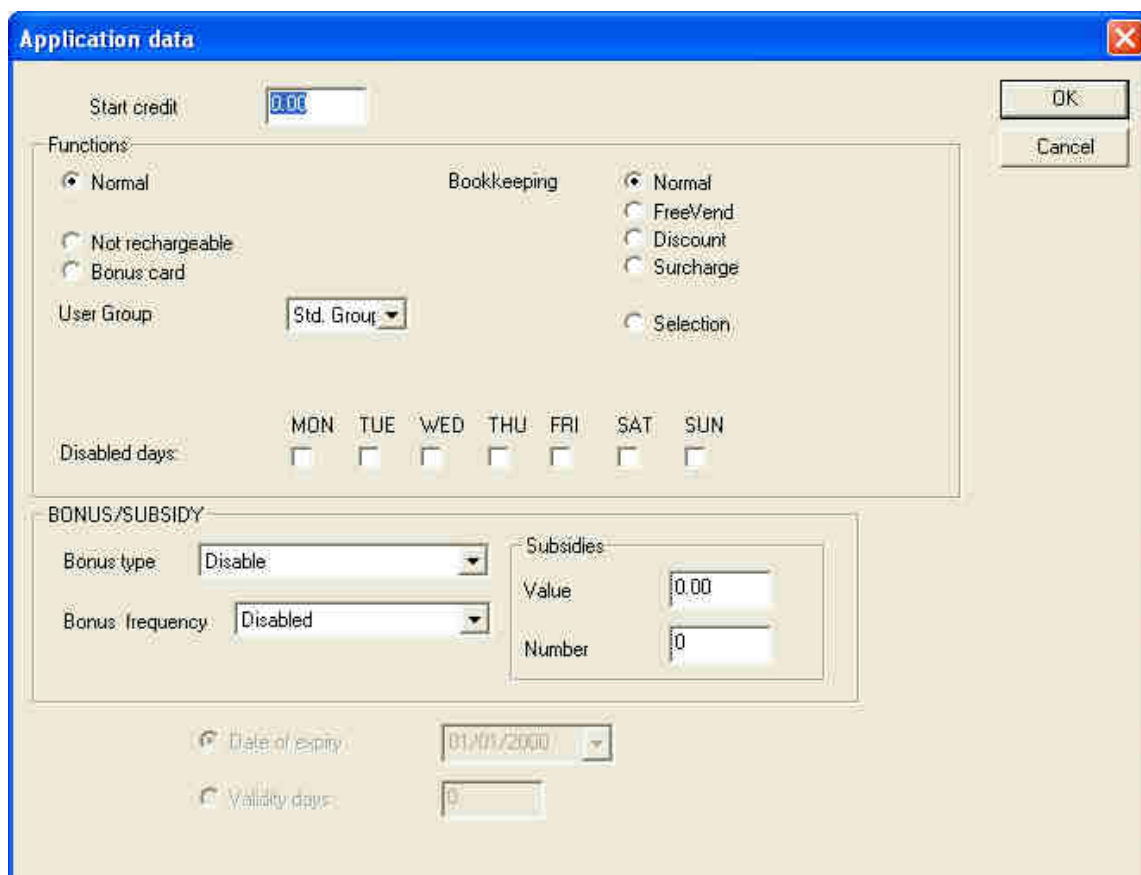 Application data
Start credit 0.00 OK
Functions
Cancel
Normal Bookkeeping Normal
FreeVend
Not rechargeable Discount
Bonus card Surcharge
User Group Std. Grou Selection
MON TUE WED THU FRI SAT SUN
Disabled days:
BONUS/SUBSIDY
Bonus type Disable Subsidies
Value 0.00
Bonus frequency Disabled
Number 0
Date of expiry 01/01/2000
Validity days 0